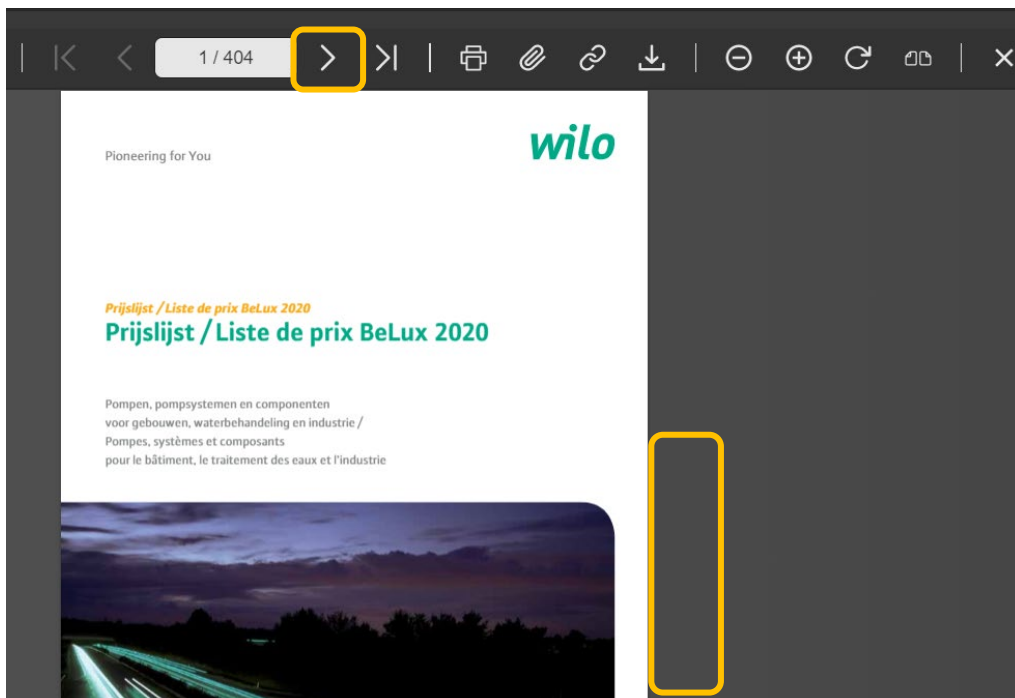 1 / 404
Pioneering for You
wilo
Prijslijst / Liste de prix BeLux 2020
Prijslijst / Liste de prix BeLux 2020
Pompen, pompsystemen en componenten
voor gebouwen, waterbehandeling en industrie /
Pompes, systèmes et composants
pour le bâtiment, le traitement des eaux et l'industrie